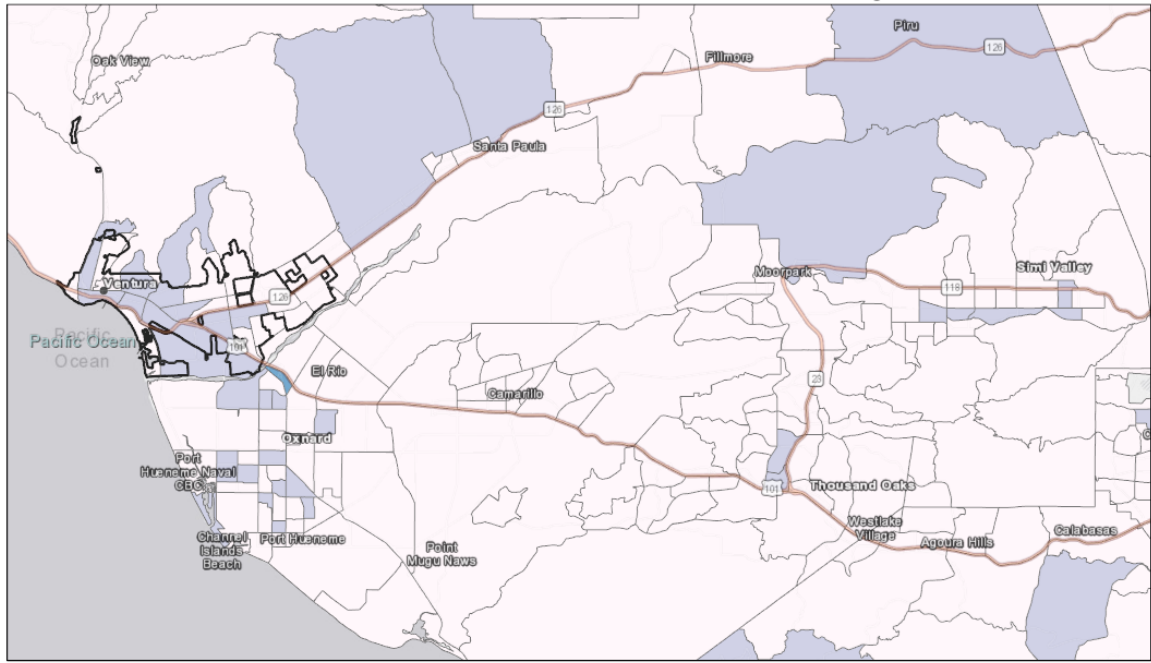 Piru
126
Oak View
Fillmore
126
Santa Paula
Ventura
126
Moorpark
Simi Valley
118
Pacific Ocean
Pacific
Ocean
101
El Rio
23
Camarillo
Oxnard
Port
Hueneme Naval
CBC
101
Thousand Oaks
Westlake
Village
Agoura Hills
Calabasas
Channel
Islands
Beach
Port Hueneme
Point
Mugu Naws